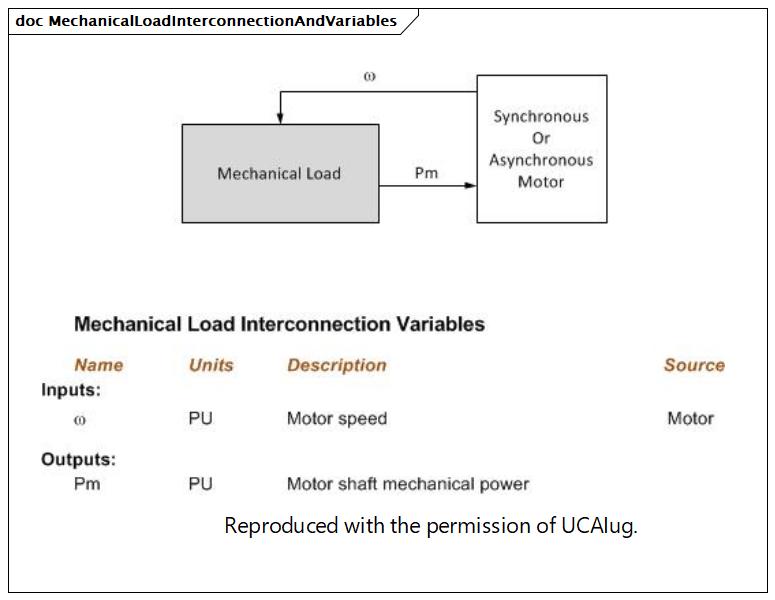 doc MechanicalLoadInterconnectionAndVariables
ω
Synchronous
Or
Asynchronous
Motor
Mechanical Load
Pm
Mechanical Load Interconnection Variables
Name Units Description Source
Inputs:
ω PU Motor speed Motor
Outputs:
Pm PU Motor shaft mechanical power
Reproduced with the permission of UCAIug.